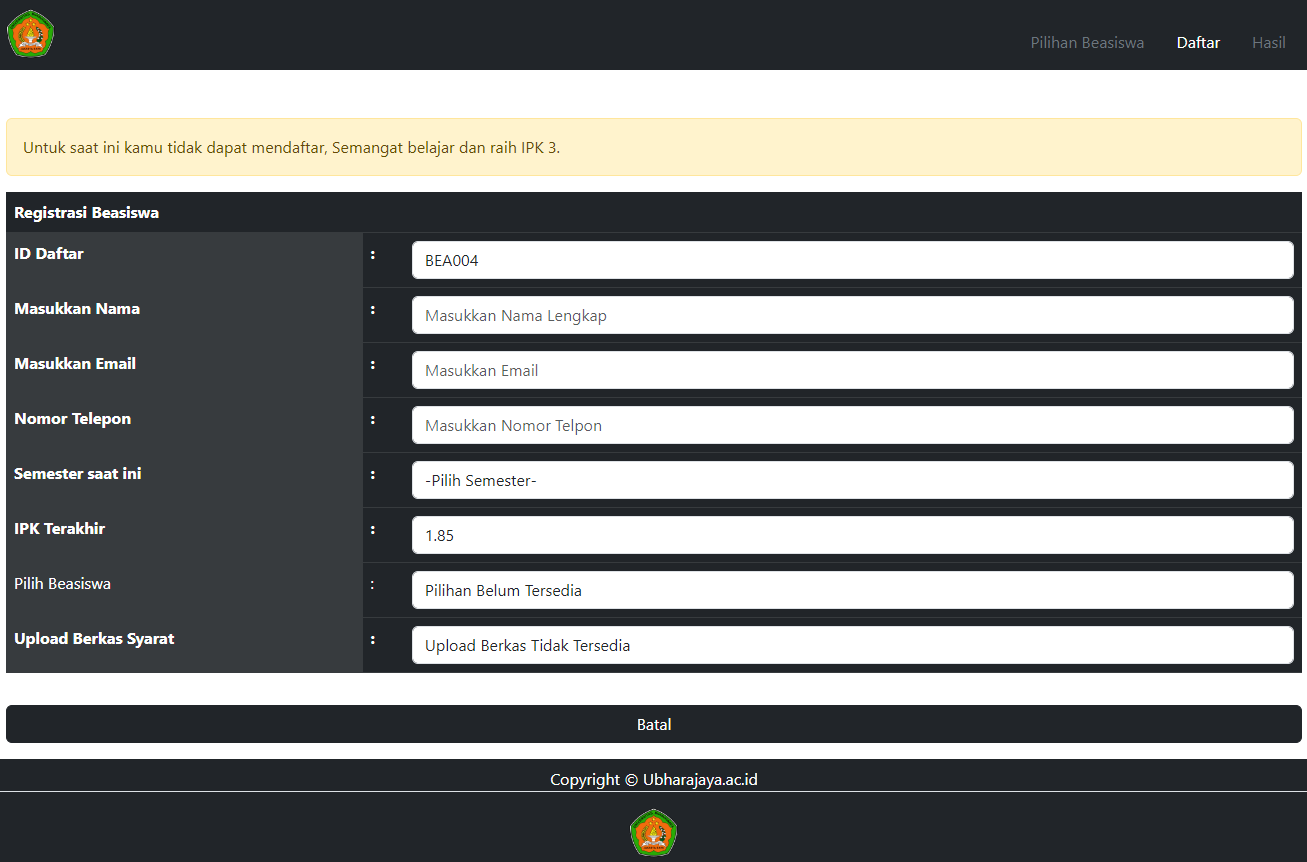 Pilihan Beasiswa Daftar Hasil
Untuk saat ini kamu tidak dapat mendaftar, Semangat belajar dan raih IPK 3.
Registrasi Beasiswa
ID Daftar : BEA004
Masukkan Nama : Masukkan Nama Lengkap
Masukkan Email : Masukkan Email
Nomor Telepon : Masukkan Nomor Telpon
Semester saat ini : -Pilih Semester-
IPK Terakhir : 1.85
Pilih Beasiswa : Pilihan Belum Tersedia
Upload Berkas Syarat : Upload Berkas Tidak Tersedia
Batal
Copyright © Ubharajaya.ac.id